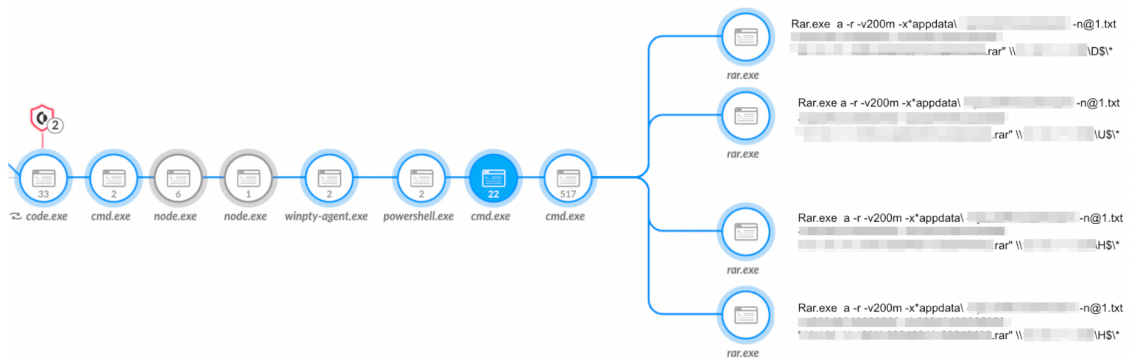 Rar.exe a -r -v200m -x*appdata\ -n@1.txt
.rar" \\ \D$\*
rar.exe
Rar.exe a -r -v200m -x*appdata\ -n@1.txt
.rar" \\ \U$\*
rar.exe
2
33
2
6
1
2
2
22
517
code.exe
cmd.exe
node.exe
node.exe
winpty-agent.exe
powershell.exe
cmd.exe
cmd.exe
Rar.exe a -r -v200m -x*appdata\ -n@1.txt
.rar" \\ \H$\*
rar.exe
Rar.exe a -r -v200m -x*appdata\ -n@1.txt
\H$\*
rar.exe